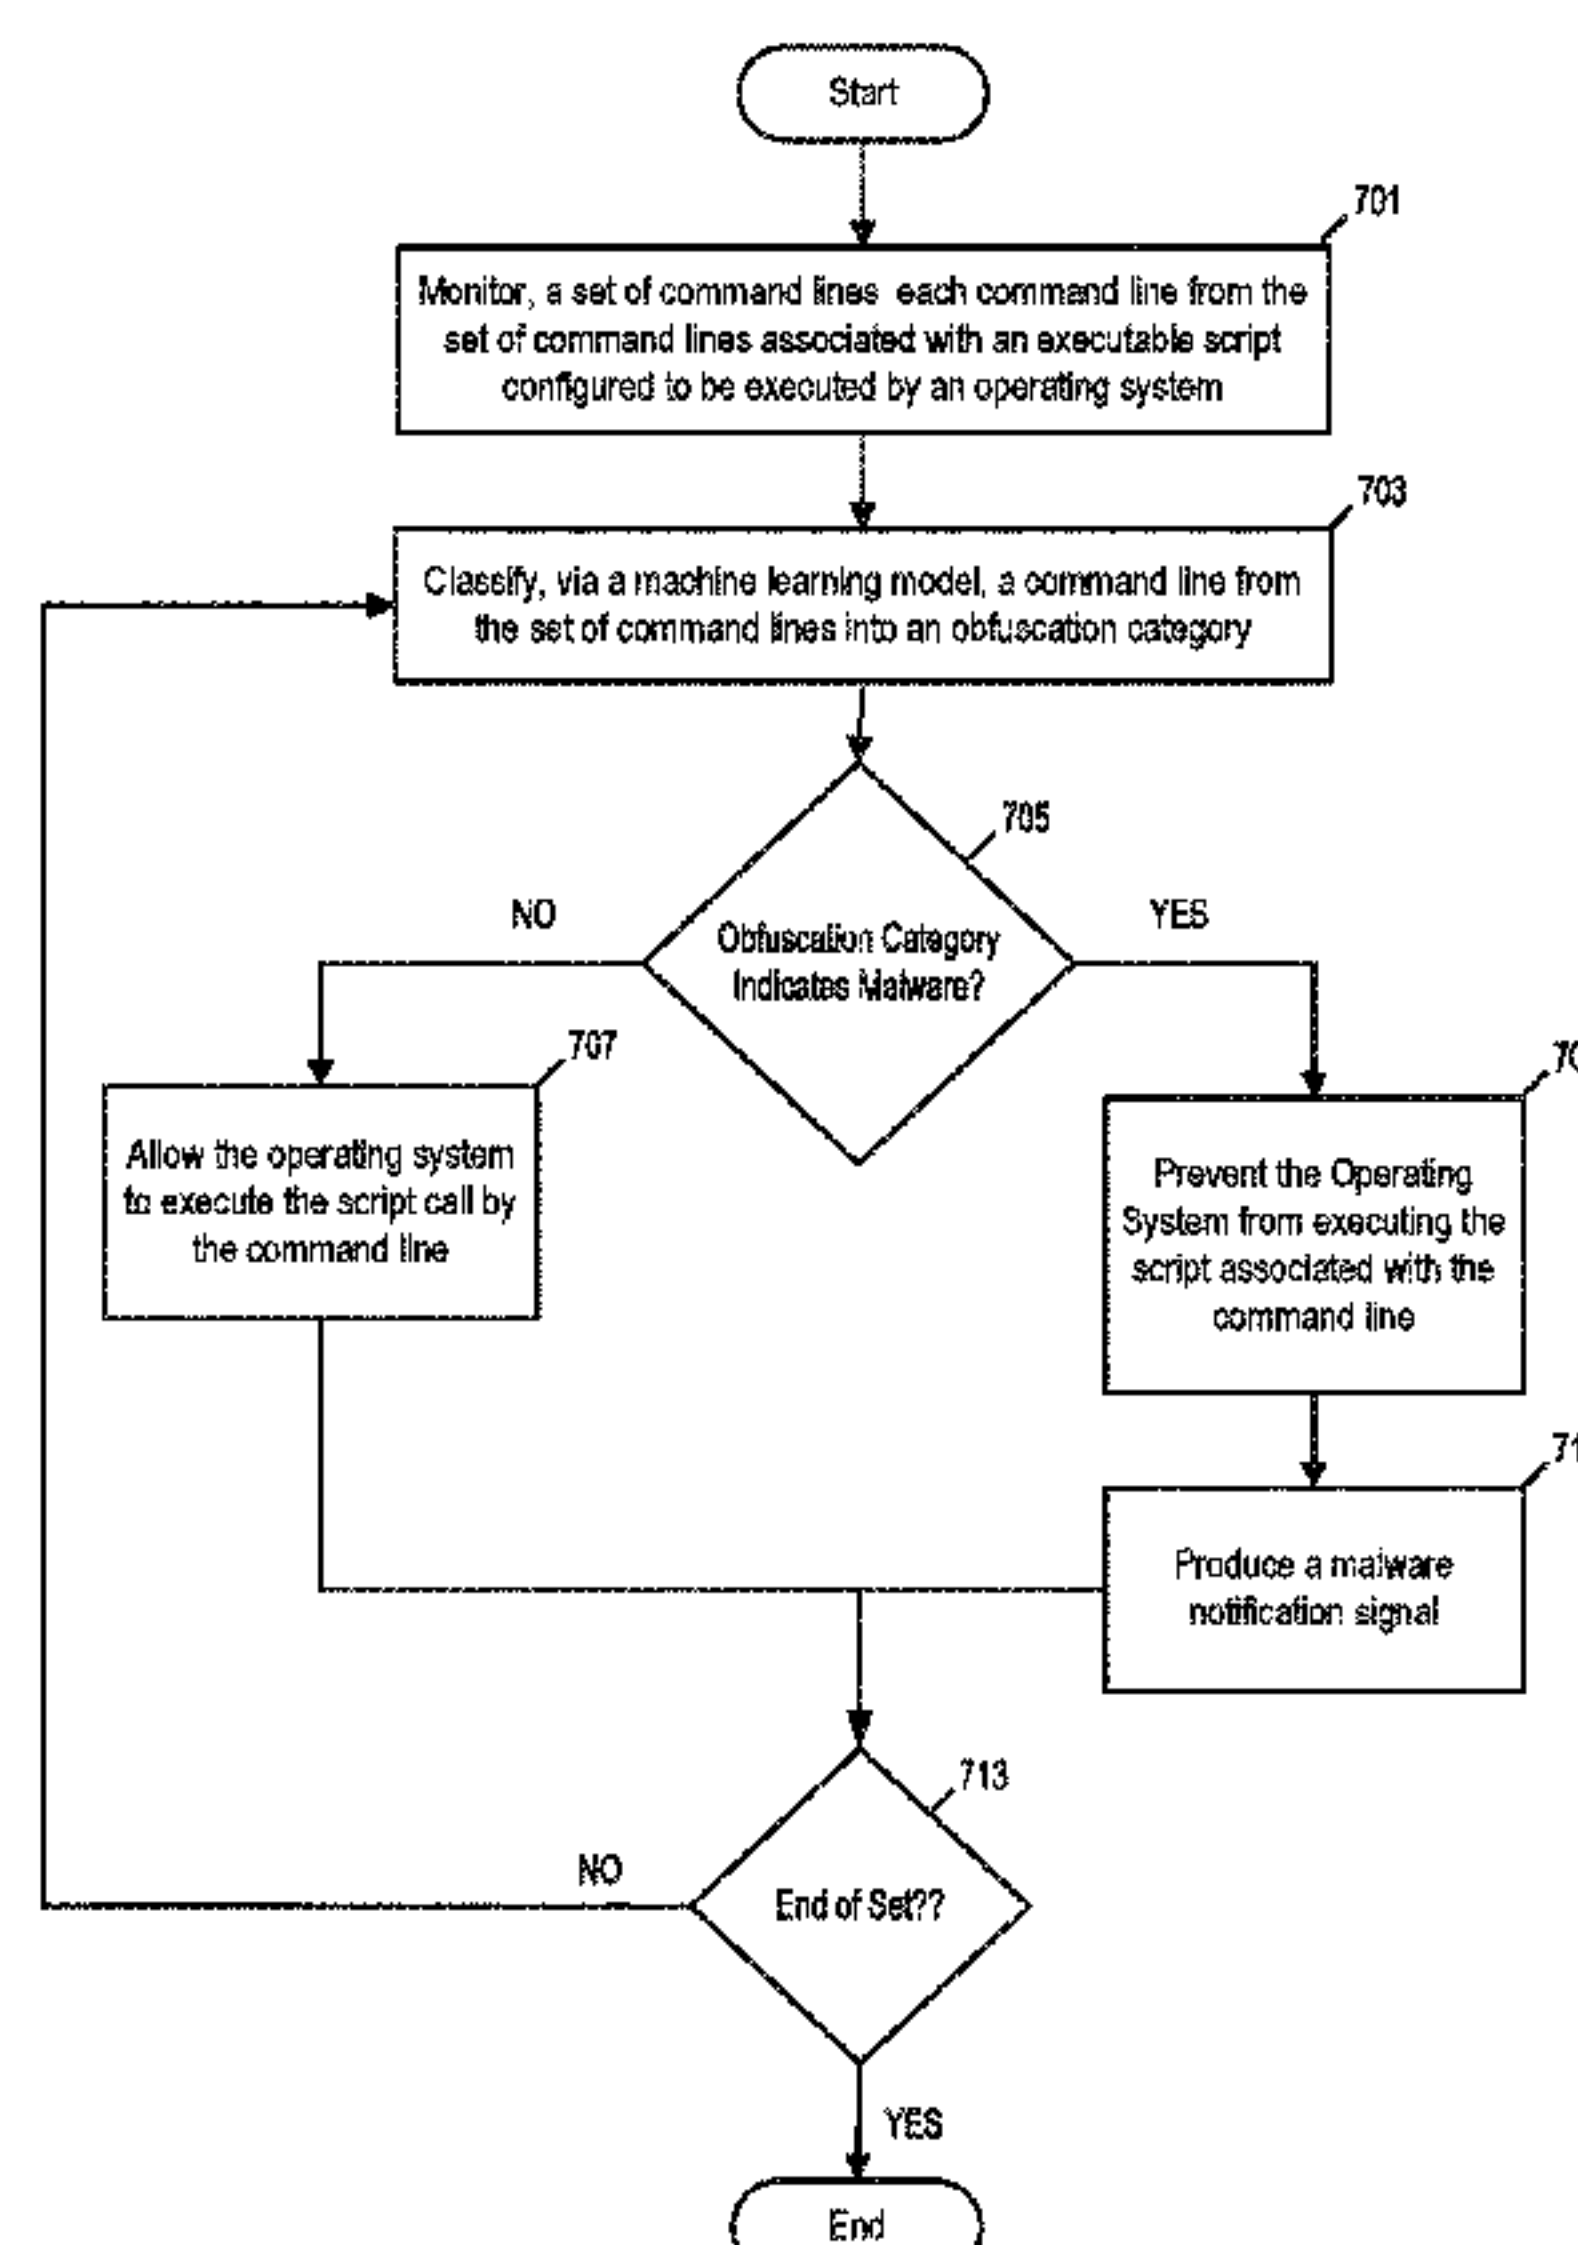 Start
701
Monitor, a set of command lines each command line from the
set of command lines associated with an executable script
configured to be executed by an operating system
703
Classify, via a machine learning model, a command line from
the set of command lines into an obfuscation category
705
NO
YES
Obfuscation Category
Indicates Malware?
707
Allow the operating system
to execute the script call by
the command line
Prevent the Operating
System from executing the
script associated with the
command line
Produce a malware
notification signal
713
NO
End of Set??
YES
End